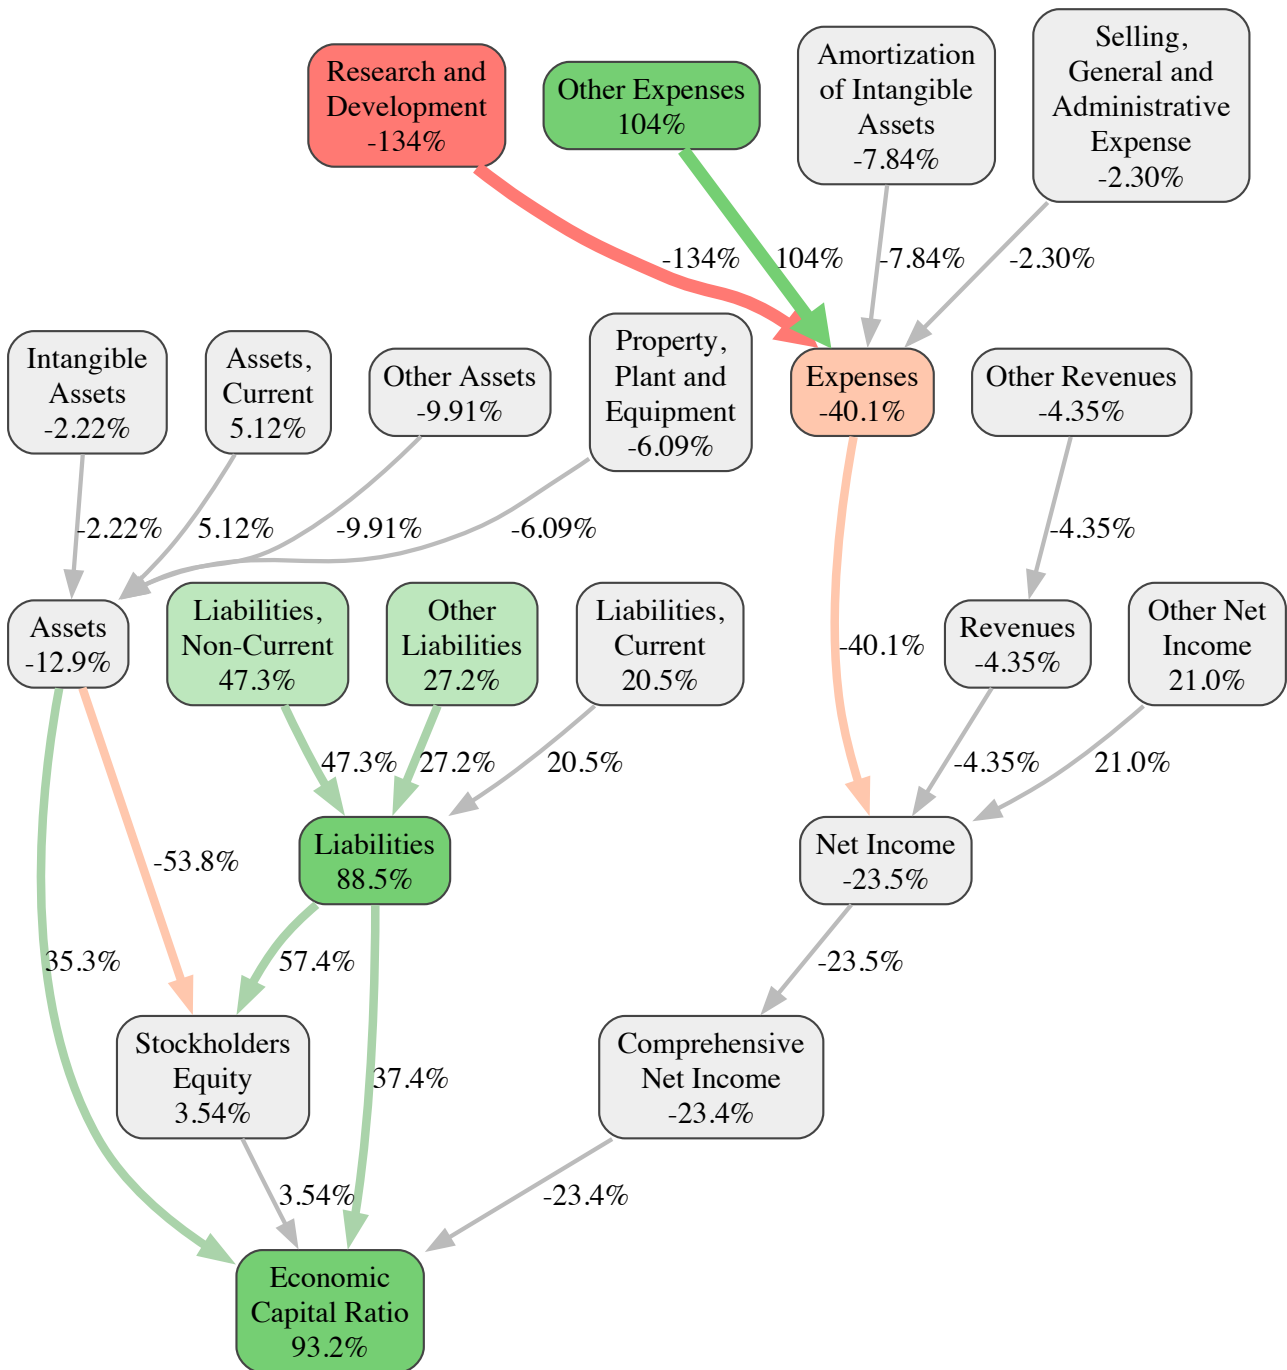 Research and
Development
-134%
Other Expenses
104%
Amortization
of Intangible
Assets
-7.84%
Selling,
General and
Administrative
Expense
-2.30%
-134%
104%
-7.84%
-2.30%
Intangible
Assets
-2.22%
Assets,
Current
5.12%
Other Assets
-9.91%
Property,
Plant and
Equipment
-6.09%
Expenses
-40.1%
Other Revenues
-4.35%
-2.22%
5.12%
-9.91%
-6.09%
-4.35%
Assets
-12.9%
Liabilities,
Non-Current
47.3%
Other
Liabilities
27.2%
Liabilities,
Current
20.5%
-40.1%
Revenues
-4.35%
Other Net
Income
21.0%
47.3%
27.2%
20.5%
-4.35%
21.0%
-53.8%
Liabilities
88.5%
Net Income
-23.5%
35.3%
57.4%
-23.5%
Stockholders
Equity
3.54%
37.4%
Comprehensive
Net Income
-23.4%
3.54%
-23.4%
Economic
Capital Ratio
93.2%